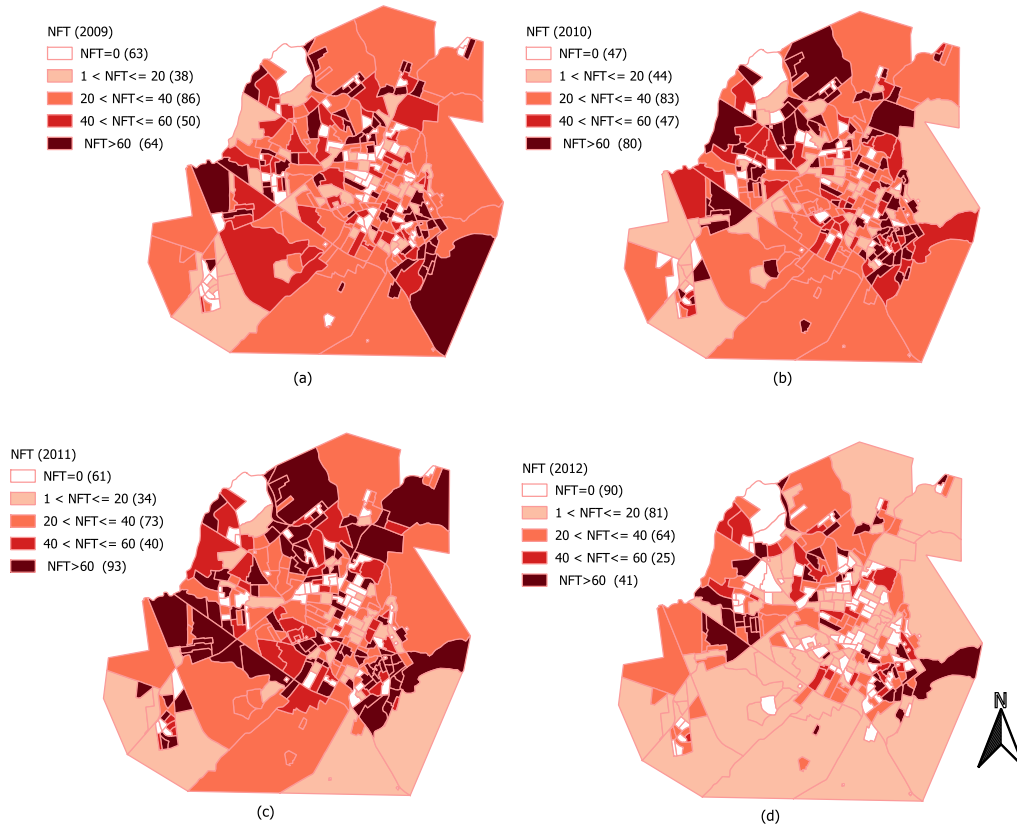 NFT (2009)
NFT=0 (63)
1 < NFT<= 20 (38)
20 < NFT<= 40 (86)
40 < NFT<= 60 (50)
NFT>60 (64)
(a)
NFT (2010)
NFT=0 (47)
1 < NFT<= 20 (44)
20 < NFT<= 40 (83)
40 < NFT<= 60 (47)
NFT>60 (80)
(b)
NFT (2011)
NFT=0 (61)
1 < NFT<= 20 (34)
20 < NFT<= 40 (73)
40 < NFT<= 60 (40)
NFT>60 (93)
(c)
NFT (2012)
NFT=0 (90)
1 < NFT<= 20 (81)
20 < NFT<= 40 (64)
40 < NFT<= 60 (25)
NFT>60 (41)
(d)
N